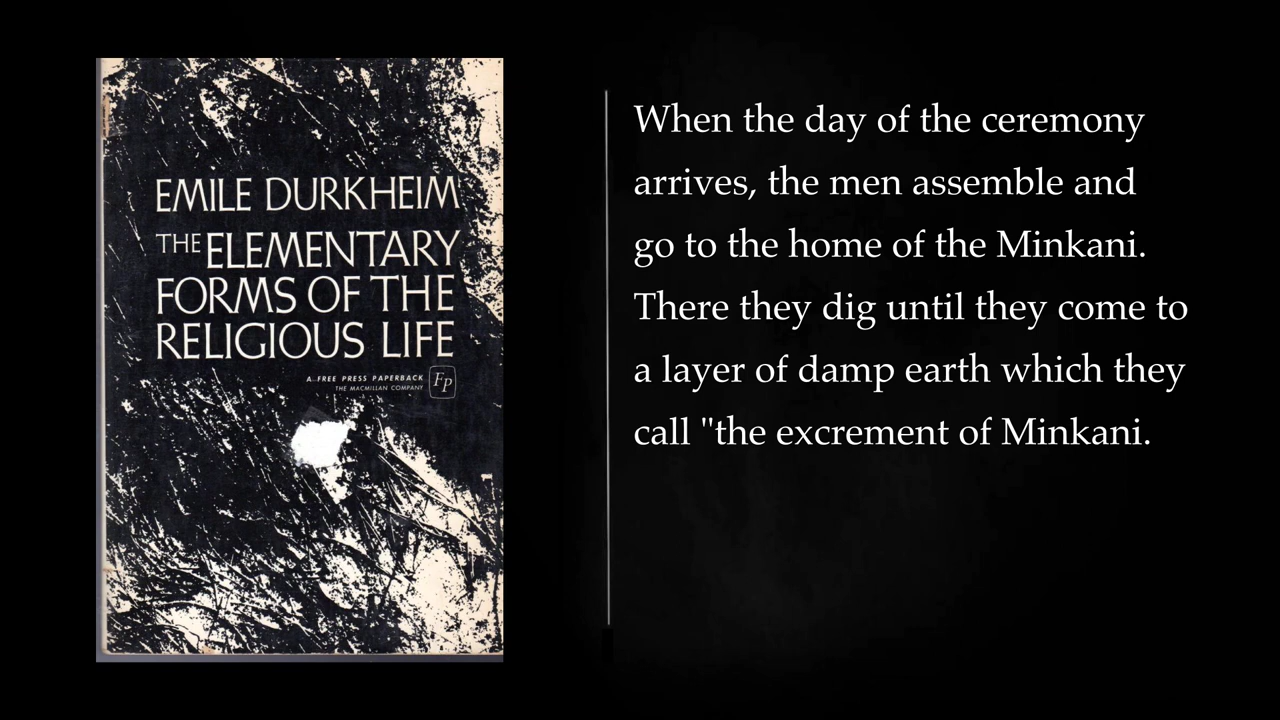 EMILE DURKHEIM
THE ELEMENTARY
FORMS OF THE
RELIGIOUS LIFE
A FREE PRESS PAPERBACK
THE MACMILLAN COMPANY
Fp
When the day of the ceremony
arrives, the men assemble and
go to the home of the Minkani.
There they dig until they come to
a layer of damp earth which they
call "the excrement of Minkani.